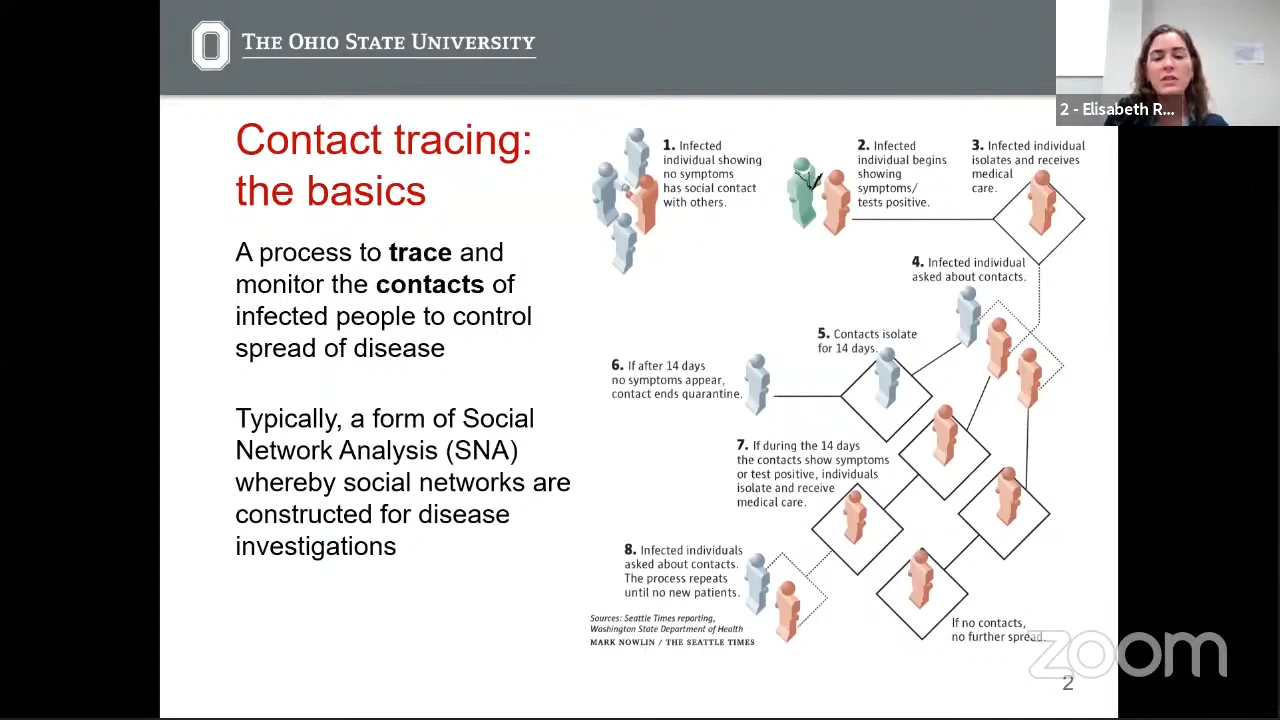 THE OHIO STATE UNIVERSITY
2 - Elisabeth R...
Contact tracing:
the basics
A process to trace and
monitor the contacts of
infected people to control
spread of disease
Typically, a form of Social
Network Analysis (SNA)
whereby social networks are
constructed for disease
investigations
1. Infected
individual showing
no symptoms
has social contact
with others.
2. Infected
individual begins
showing
symptoms/
tests positive.
3. Infected individual
isolates and receives
medical
care.
4. Infected individual
asked about contacts.
5. Contacts isolate
for 14 days.
6. If after 14 days
no symptoms appear,
contact ends quarantine.
7. If during the 14 days
the contacts show symptoms
or test positive, individuals
isolate and receive
medical care.
8. Infected individuals
asked about contacts.
The process repeats
until no new patients.
If no contacts,
no further spread.
Sources: Seattle Times reporting,
Washington State Department of Health
MARK NOWLIN / THE SEATTLE TIMES
zoom
2